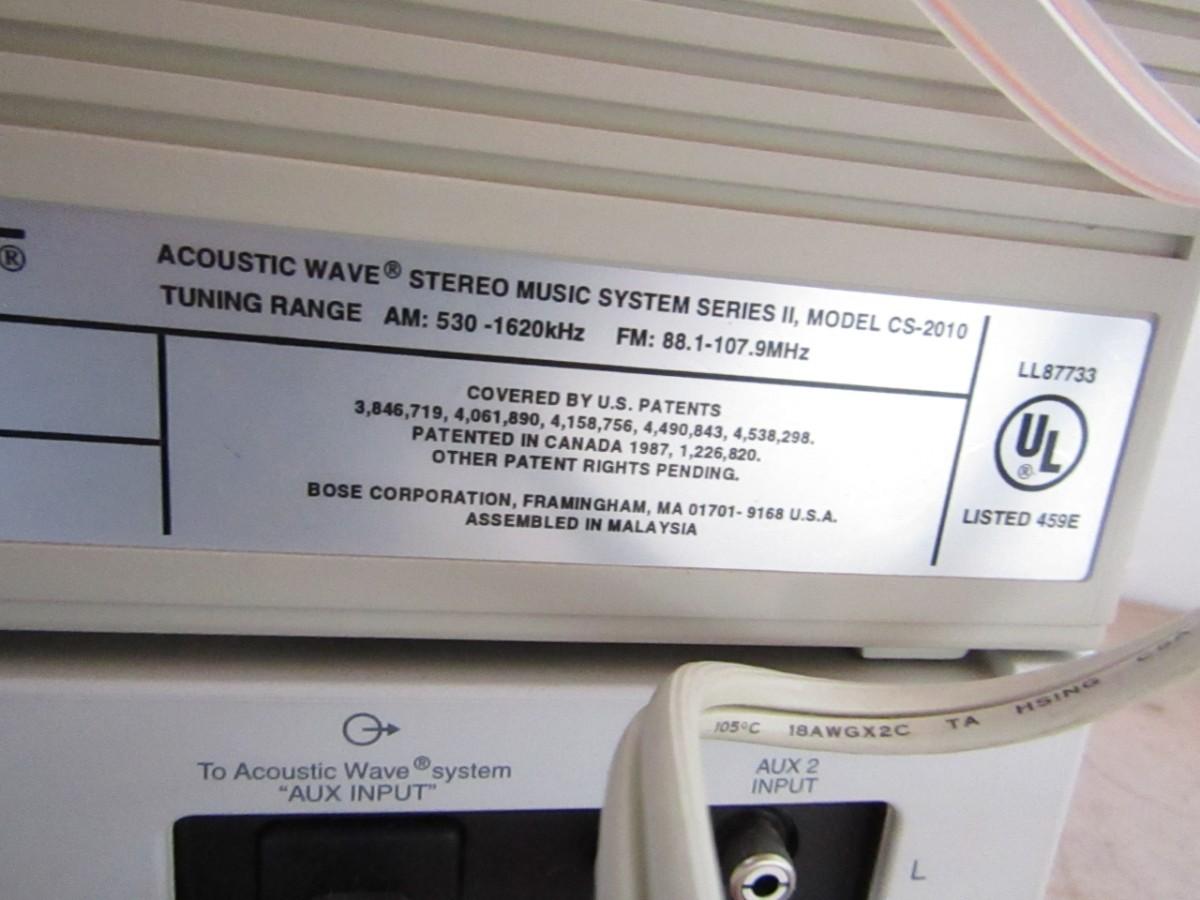 ®
ACOUSTIC WAVE® STEREO MUSIC SYSTEM SERIES II, MODEL CS-2010
TUNING RANGE AM: 530 -1620kHz FM: 88.1-107.9MHz
COVERED BY U.S. PATENTS
3,846,719, 4,061,890, 4,158,756, 4,490,843, 4,538,298.
PATENTED IN CANADA 1987, 1,226,820.
OTHER PATENT RIGHTS PENDING.
BOSE CORPORATION, FRAMINGHAM, MA 01701- 9168 U.S.A.
ASSEMBLED IN MALAYSIA
LL87733
UL
®
LISTED 459E
105°C 18AWGX2C TA HSING
To Acoustic Wave® system
"AUX INPUT"
AUX 2
INPUT
L